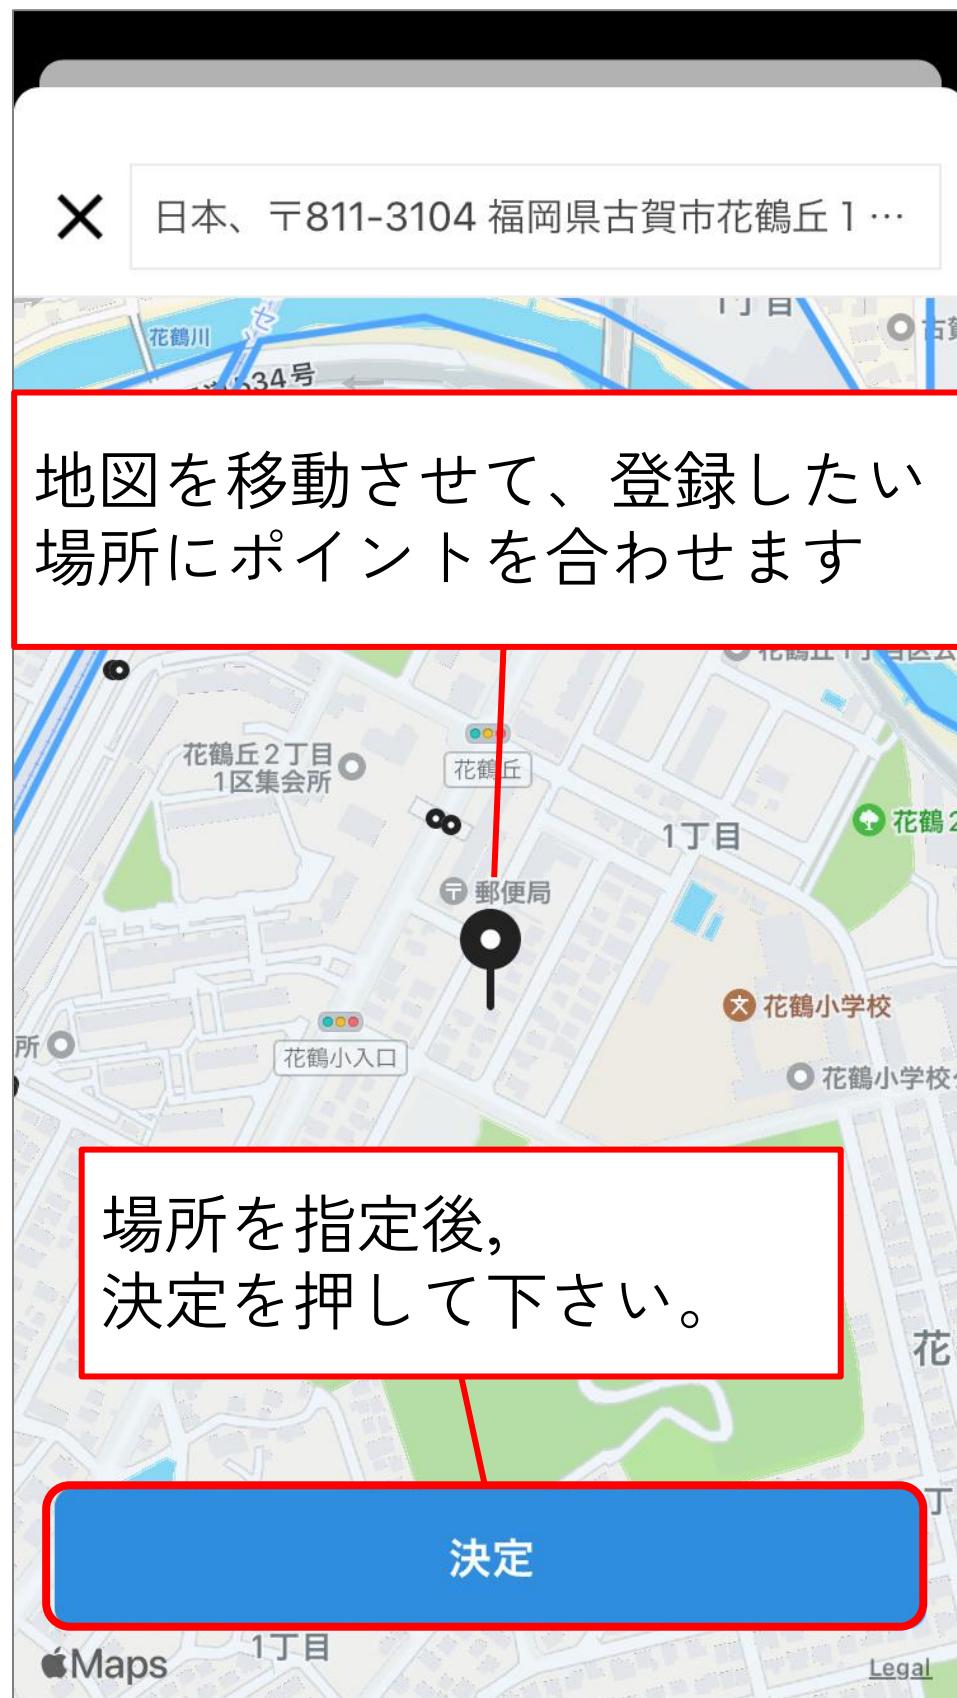 日本、〒811-3104 福岡県古賀市花鶴丘1…
花鶴川
セン
534号
1丁目
地図を移動させて、登録したい
場所にポイントを合わせます
花鶴丘2丁目
1区集会所
花鶴丘
1丁目
花鶴2
郵便局
花鶴小学校
所
花鶴小入口
花鶴小学校
場所を指定後,
決定を押して下さい。
花
丁
決定
1丁目
Maps
Legal